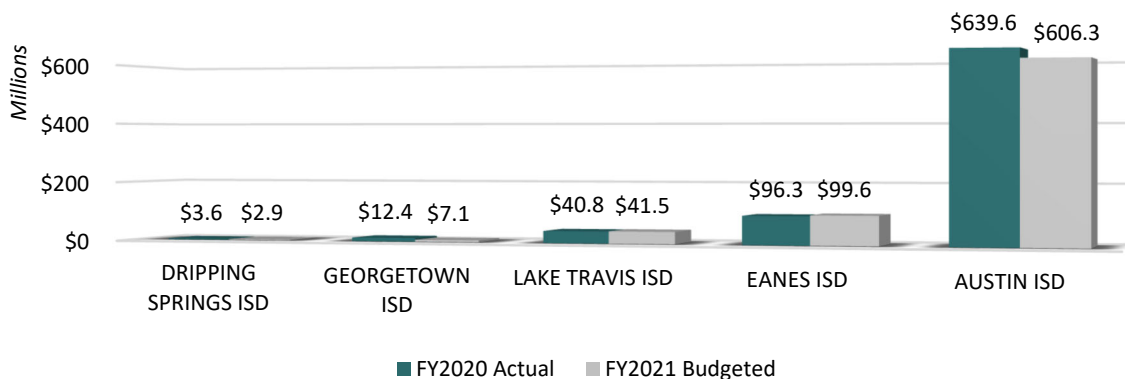 $639.6
$606.3
Millions
$600
$400
$200
$0
$3.6 $2.9
$12.4 $7.1
$40.8 $41.5
$96.3 $99.6
DRIPPING
SPRINGS ISD
GEORGETOWN
ISD
LAKE TRAVIS ISD
EANES ISD
AUSTIN ISD
FY2020 Actual
FY2021 Budgeted